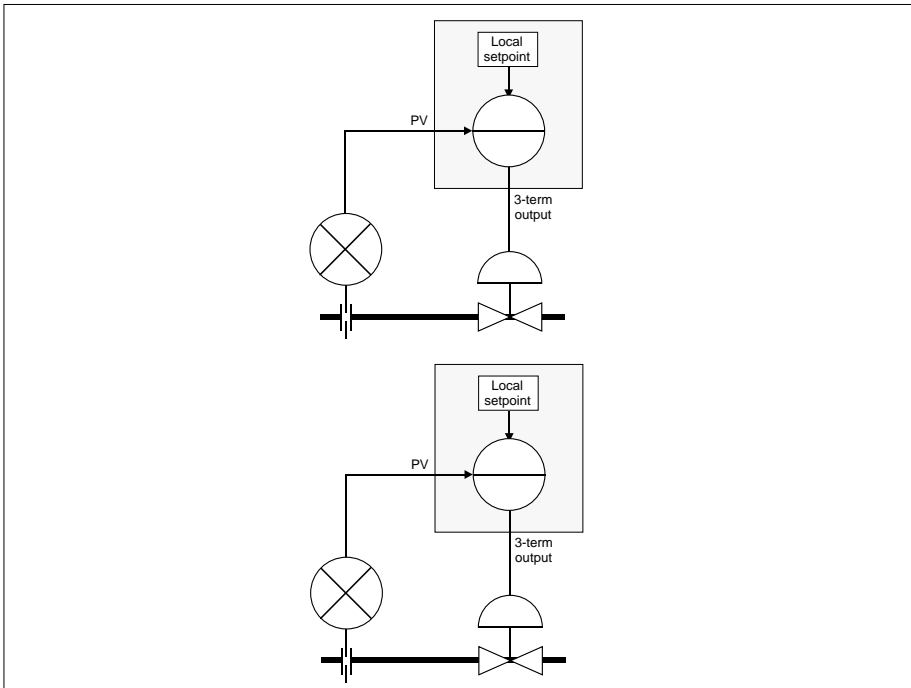 Local
setpoint
PV
3-term
output
Local
setpoint
PV
3-term
output